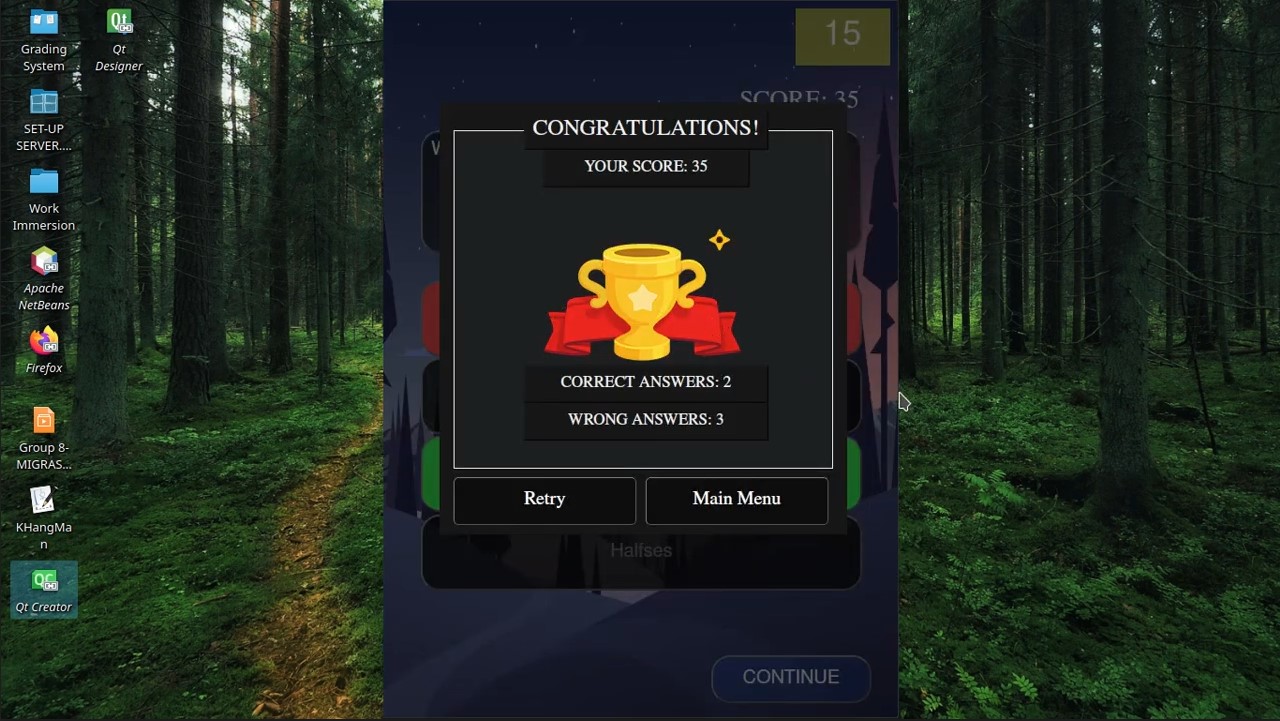 Grading
System
Qt
Designer
SET-UP
SERVER....
Work
Immersion
Apache
NetBeans
Firefox
Group 8-
MIGRAS...
KHangMa
n
Qt Creator
15
SCORE: 35
W
CONGRATULATIONS!
YOUR SCORE: 35
CORRECT ANSWERS: 2
WRONG ANSWERS: 3
Retry
Main Menu
Halfses
CONTINUE